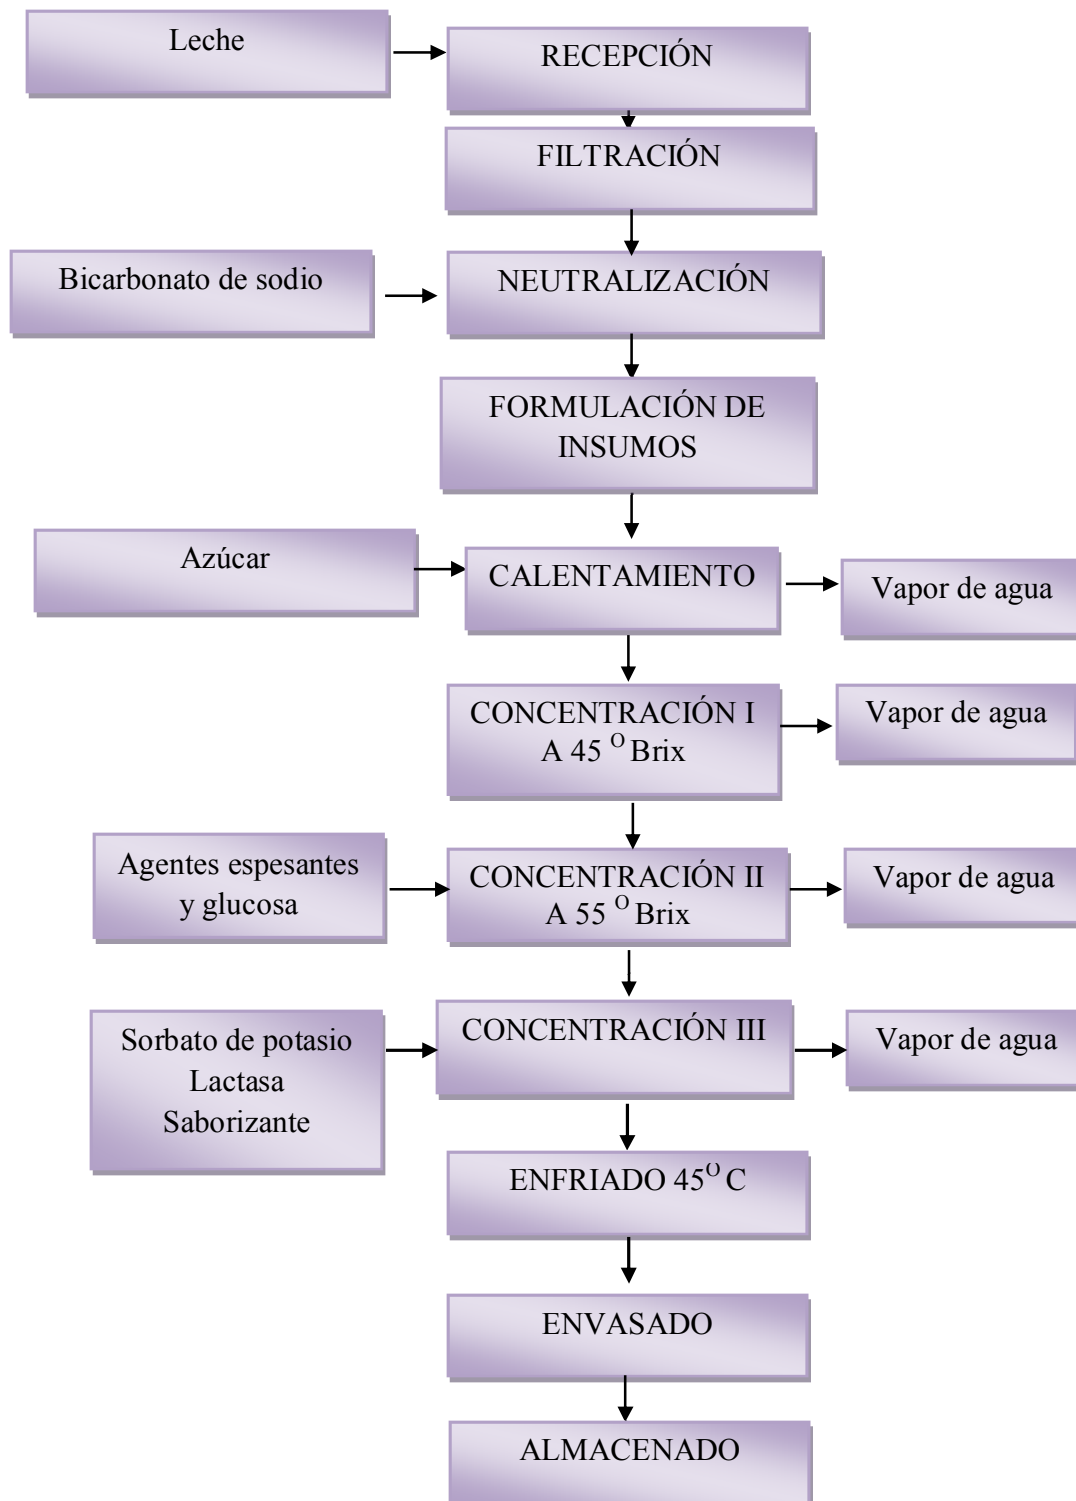 Leche
RECEPCIÓN
FILTRACIÓN
Bicarbonato de sodio
NEUTRALIZACIÓN
FORMULACIÓN DE
INSUMOS
Azúcar
CALENTAMIENTO
Vapor de agua
CONCENTRACIÓN I
A 45 ᴼ Brix
Vapor de agua
Agentes espesantes
y glucosa
CONCENTRACIÓN II
A 55 ᴼ Brix
Vapor de agua
Sorbato de potasio
Lactasa
Saborizante
CONCENTRACIÓN III
Vapor de agua
ENFRIADO 45ᴼ C
ENVASADO
ALMACENADO